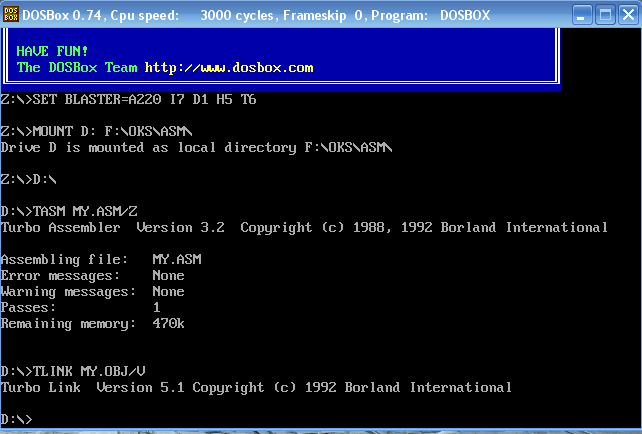 DOSBox 0.74, Cpu speed: 3000 cycles, Frameskip 0, Program: DOSBOX
HAVE FUN!
The DOSBox Team http://www.dosbox.com
Z:\>SET BLASTER=A220 I7 D1 H5 T6
Z:\>MOUNT D: F:\OKS\ASM\
Drive D is mounted as local directory F:\OKS\ASM\
Z:\>D:\
D:\>TASM MY.ASM/Z
Turbo Assembler Version 3.2 Copyright (c) 1988, 1992 Borland International
Assembling file: MY.ASM
Error messages: None
Warning messages: None
Passes: 1
Remaining memory: 470k
D:\>TLINK MY.OBJ/V
Turbo Link Version 5.1 Copyright (c) 1992 Borland International
D:\>